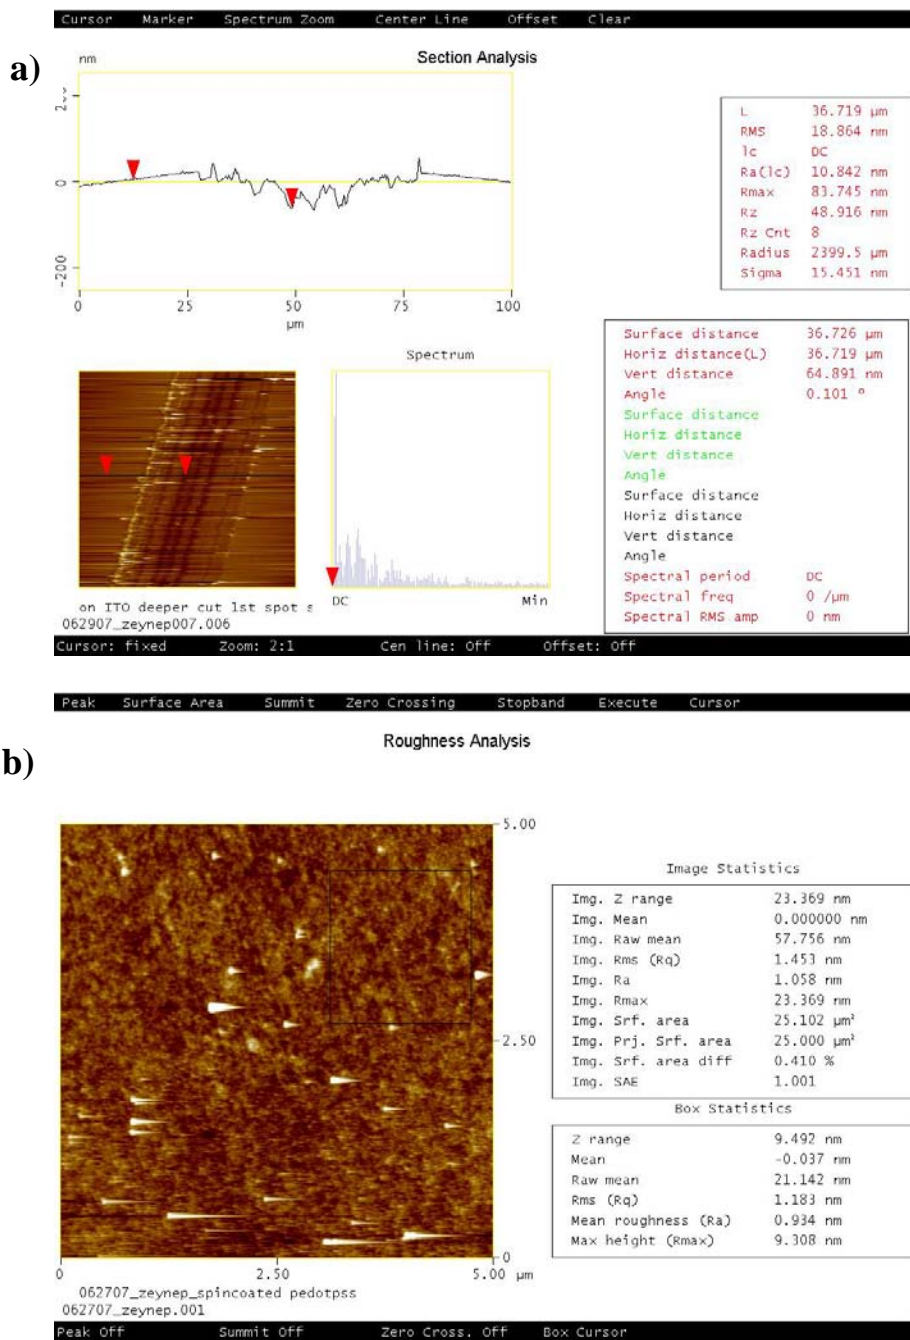 Cursor Marker Spectrum Zoom Center Line Offset Clear
a)
nm
Section Analysis
0
-200
0 25 50 75 100
µm
L 36.719 µm
RMS 18.864 nm
lc DC
Ra(lc) 10.842 nm
Rmax 83.745 nm
Rz 48.916 nm
Rz Cnt 8
Radius 2399.5 µm
Sigma 15.451 nm
Spectrum
DC Min
Surface distance 36.726 µm
Horiz distance(L) 36.719 µm
Vert distance 64.891 nm
Angle 0.101 °
Surface distance
Horiz distance
Vert distance
Angle
Surface distance
Horiz distance
Vert distance
Angle
Spectral period DC
Spectral freq 0 /µm
Spectral RMS amp 0 nm
on ITO deeper cut 1st spot s
062907_zeynep007.006
Cursor: fixed Zoom: 2:1 Cen line: Off Offset: Off
Peak Surface Area Summit Zero Crossing Stopband Execute Cursor
Roughness Analysis
b)
5.00
2.50
0
0 2.50 5.00 µm
Image Statistics
Img. Z range 23.369 nm
Img. Mean 0.000000 nm
Img. Raw mean 57.756 nm
Img. Rms (Rq) 1.453 nm
Img. Ra 1.058 nm
Img. Rmax 23.369 nm
Img. Srf. area 25.102 µm²
Img. Prj. Srf. area 25.000 µm²
Img. Srf. area diff 0.410 %
Img. SAE 1.001
Box Statistics
Z range 9.492 nm
Mean -0.037 nm
Raw mean 21.142 nm
Rms (Rq) 1.183 nm
Mean roughness (Ra) 0.934 nm
Max height (Rmax) 9.308 nm
062707_zeynep_spincoated pedotpss
062707_zeynep.001
Peak Off Summit Off Zero Cross. Off Box Cursor